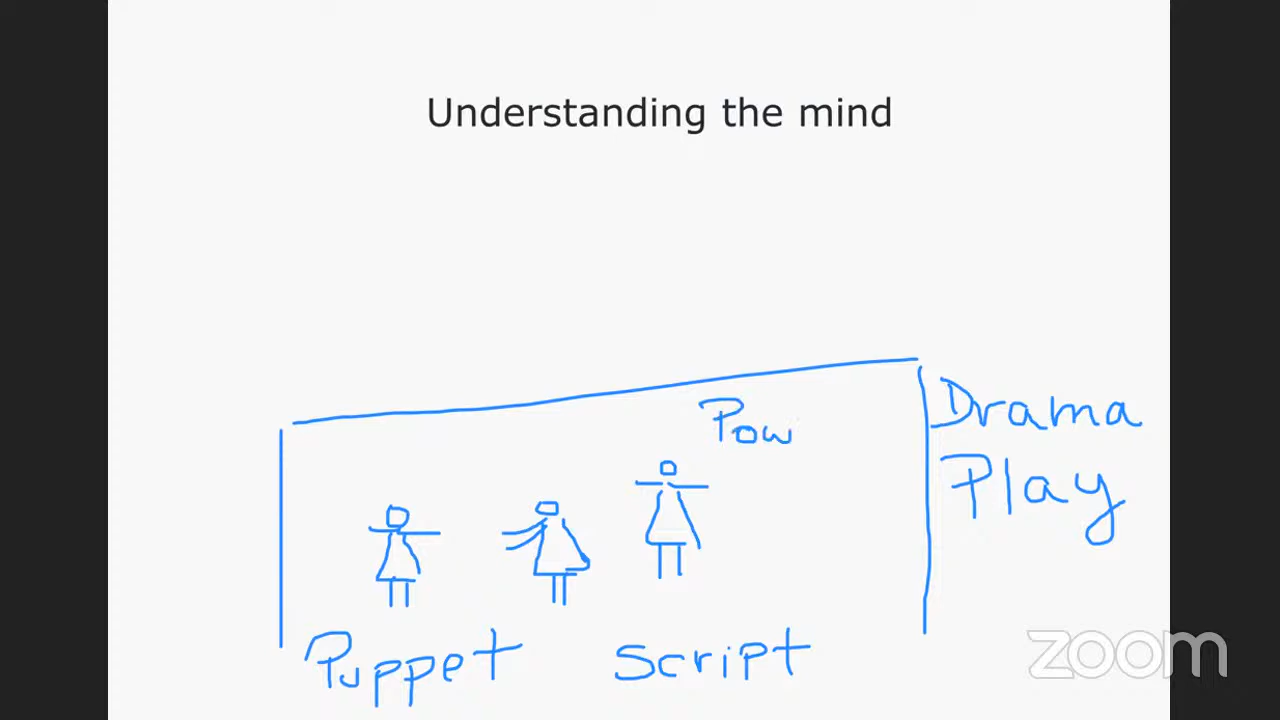 Understanding the mind
Drama
Pow
Play
Puppet script
zoom